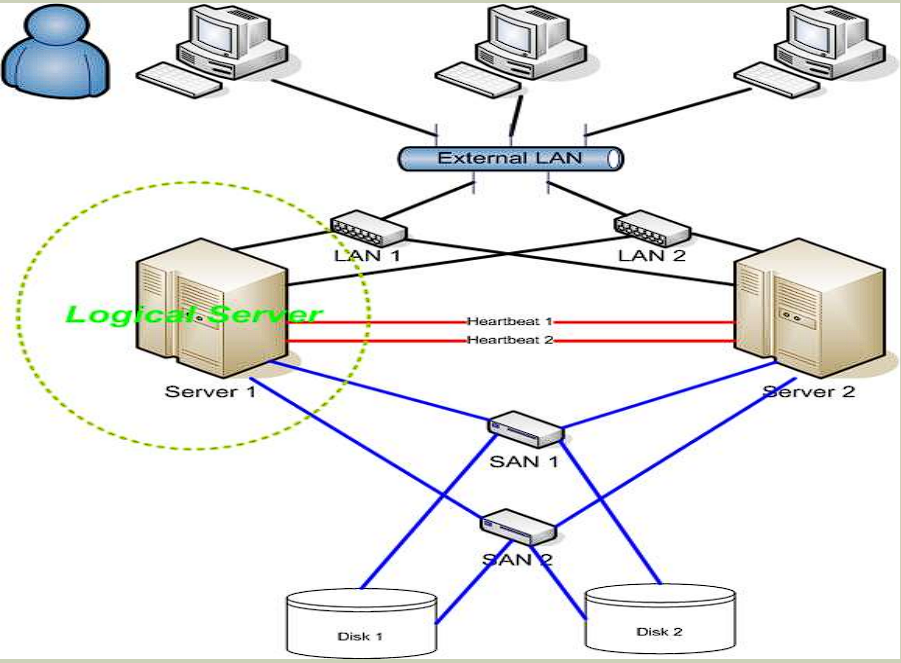 External LAN
LAN 1
LAN 2
Logical Server
Heartbeat 1
Heartbeat 2
Server 1
Server 2
SAN 1
SAN 2
Disk 1
Disk 2